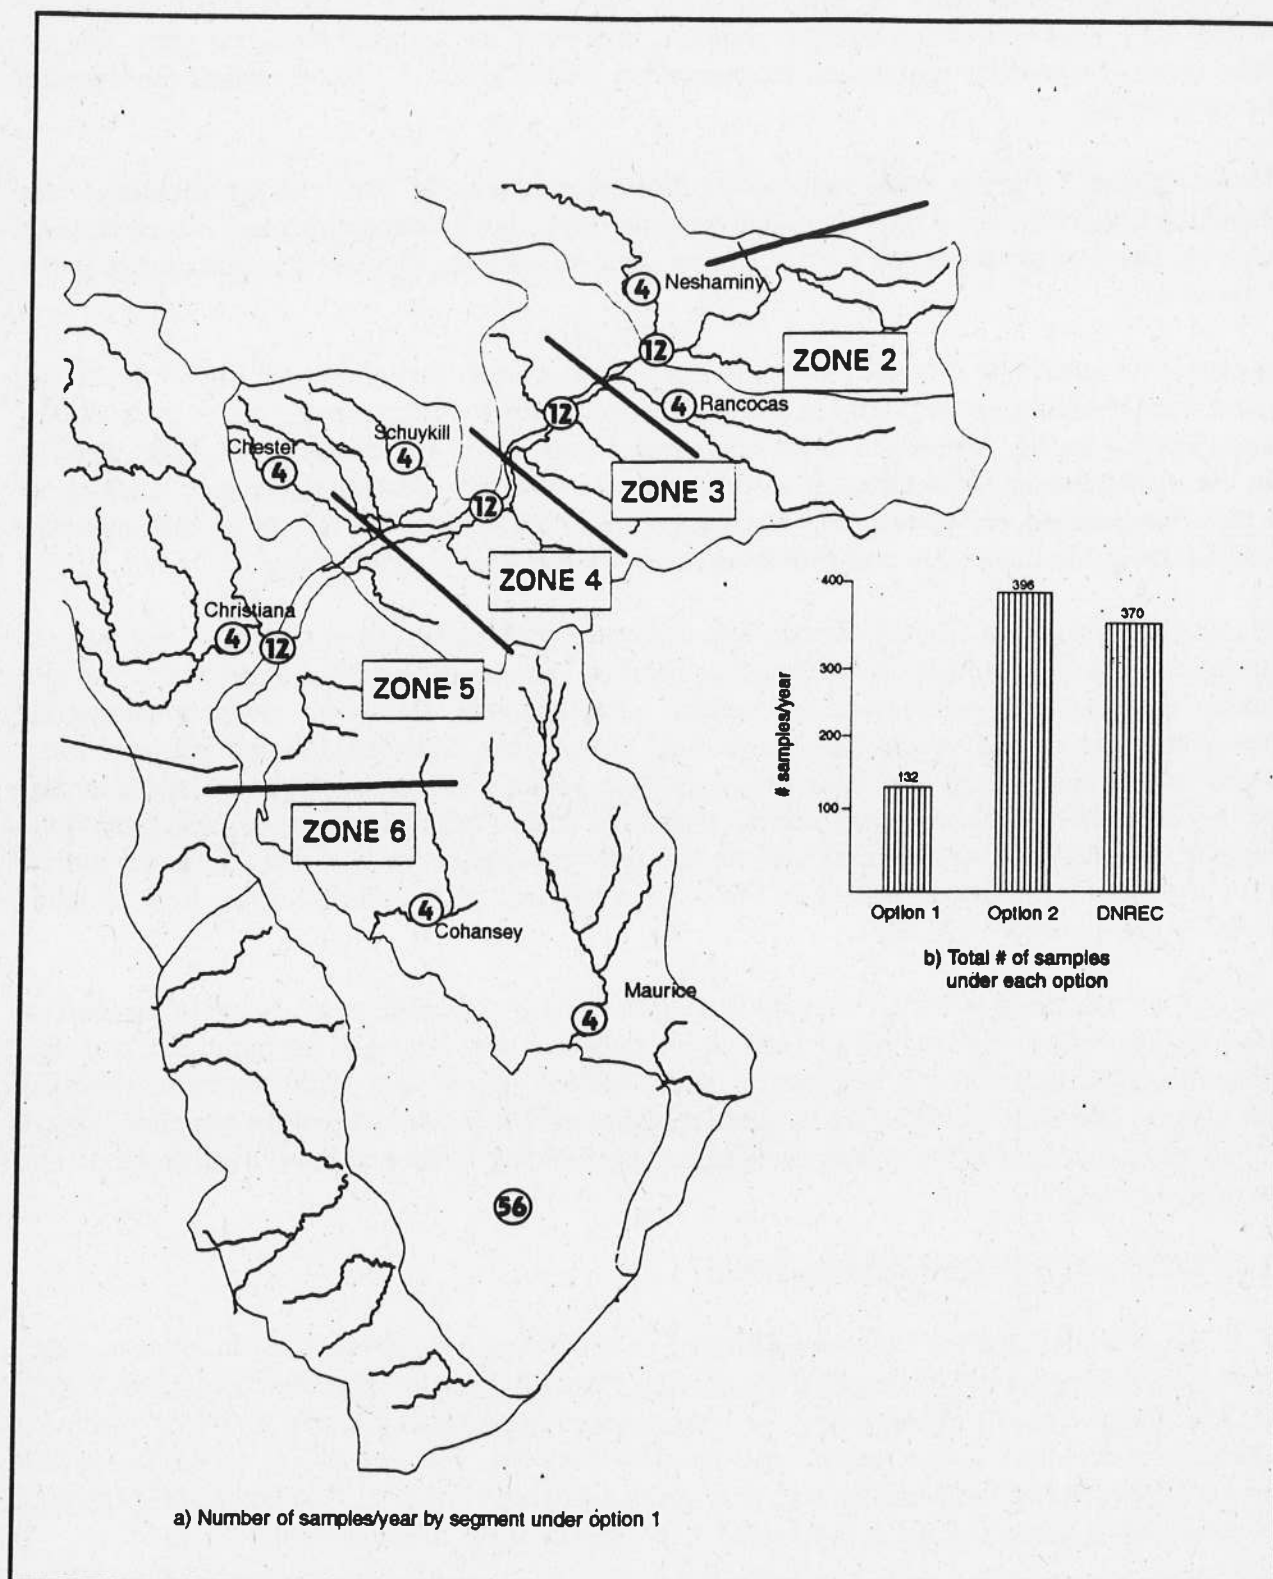 4 Neshaminy
12
ZONE 2
4 Rancocas
12
Schuykill
4
Chester
4
ZONE 3
12
ZONE 4
Christiana
4
12
ZONE 5
ZONE 6
4
Cohansey
Maurice
4
56
# samples/year
400
300
200
100
132
396
370
Option 1
Option 2
DNREC
b) Total # of samples
under each option
a) Number of samples/year by segment under option 1